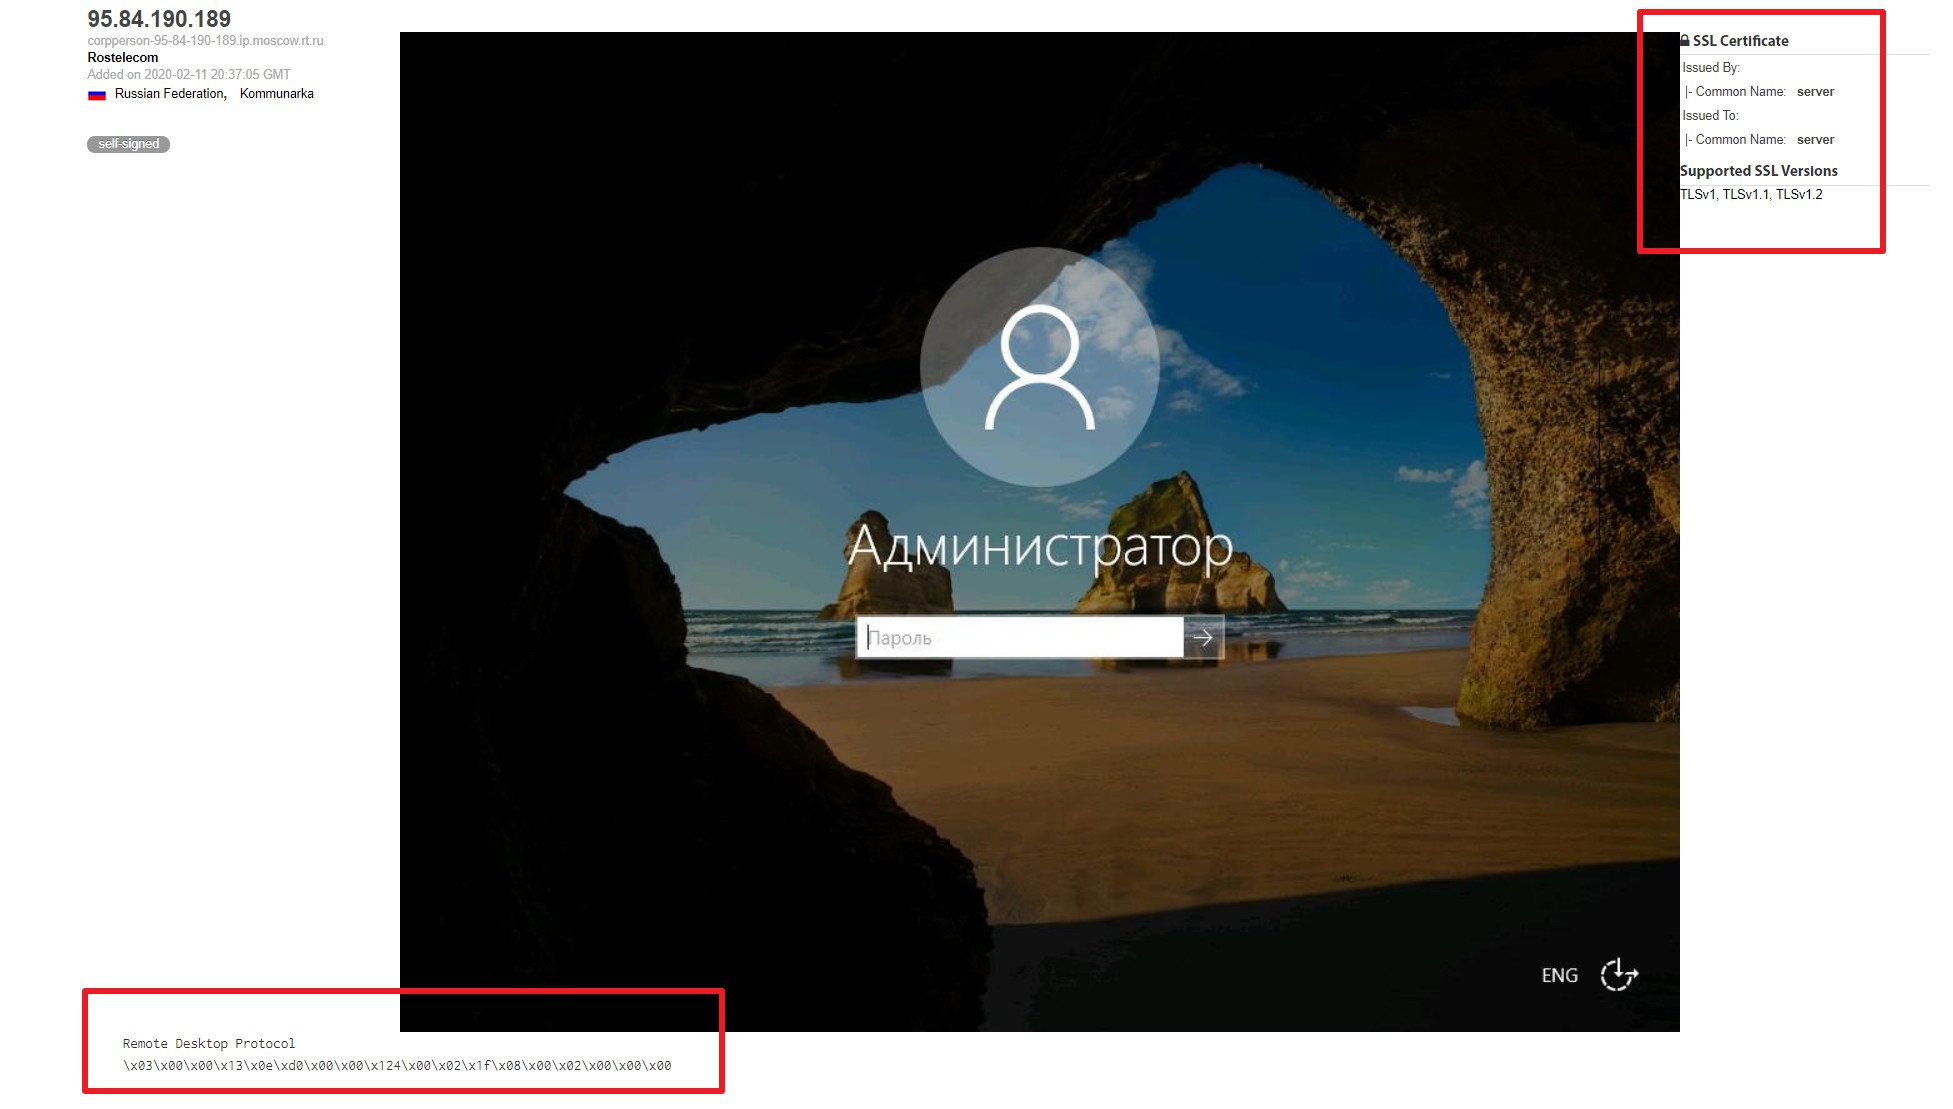 95.84.190.189
corpperson-95-84-190-189.ip.moscow.rt.ru
Rostelecom
Added on 2020-02-11 20:37:05 GMT
Russian Federation, Kommunarka
self-signed
Администратор
Пароль
ENG
SSL Certificate
Issued By:
|- Common Name: server
Issued To:
|- Common Name: server
Supported SSL Versions
TLSv1, TLSv1.1, TLSv1.2
Remote Desktop Protocol
\x03\x00\x00\x13\x0e\xd0\x00\x00\x124\x00\x02\x1f\x08\x00\x02\x00\x00\x00